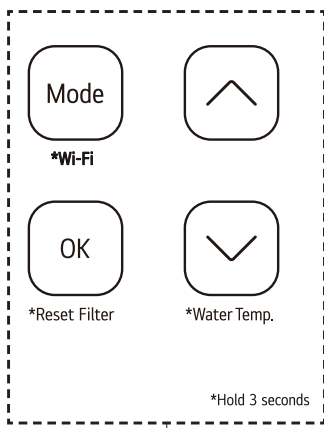 Mode
*Wi-Fi
OK
*Reset Filter
*Water Temp.
*Hold 3 seconds